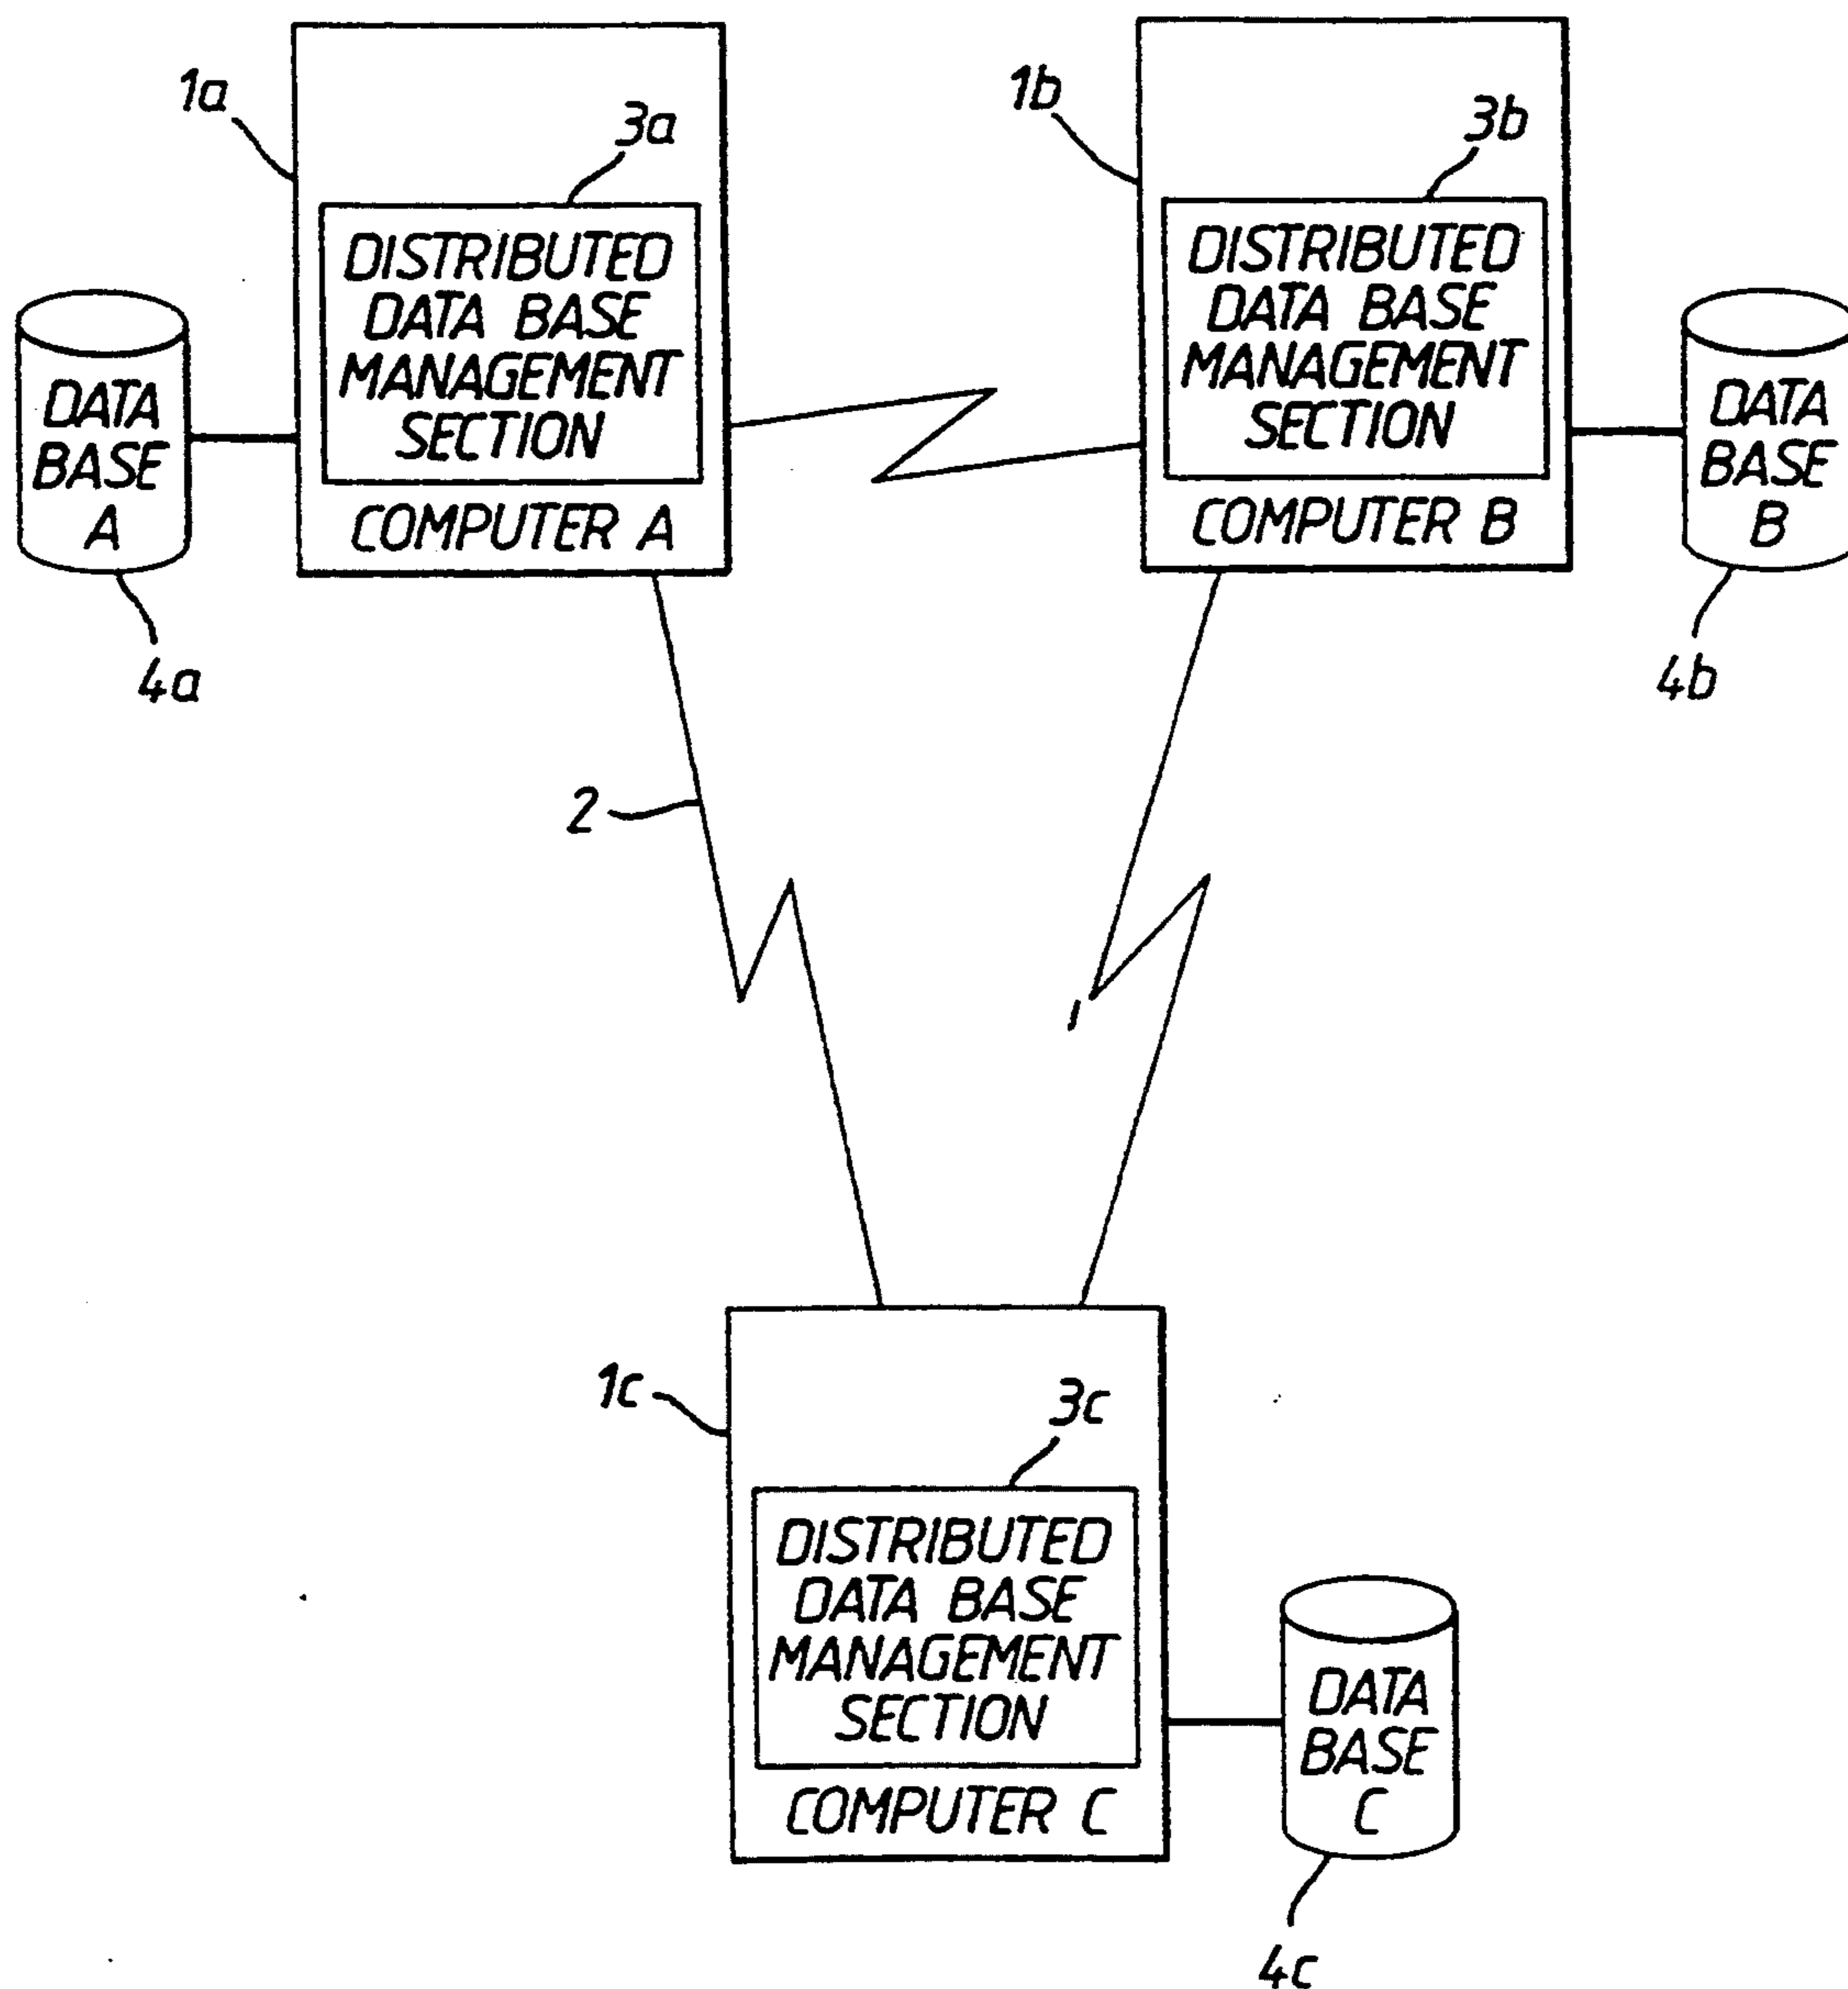 1a
3a
DISTRIBUTED
DATA BASE
MANAGEMENT
SECTION
COMPUTER A
DATA
BASE
A
4a
1b
3b
DISTRIBUTED
DATA BASE
MANAGEMENT
SECTION
COMPUTER B
DATA
BASE
B
4b
2
1c
3c
DISTRIBUTED
DATA BASE
MANAGEMENT
SECTION
COMPUTER C
DATA
BASE
C
4c